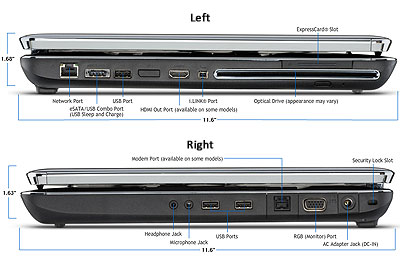 Left
ExpressCard® Slot
1.68"
Network Port
eSATA/USB Combo Port
(USB Sleep and Charge)
USB Port
HDMI Out Port (available on some models)
i.LINK® Port
Optical Drive (appearance may vary)
11.6"
Right
Modem Port (available on some models)
Security Lock Slot
1.63"
Headphone Jack
Microphone Jack
USB Ports
RGB (Monitor) Port
AC Adapter Jack (DC-IN)
11.6"